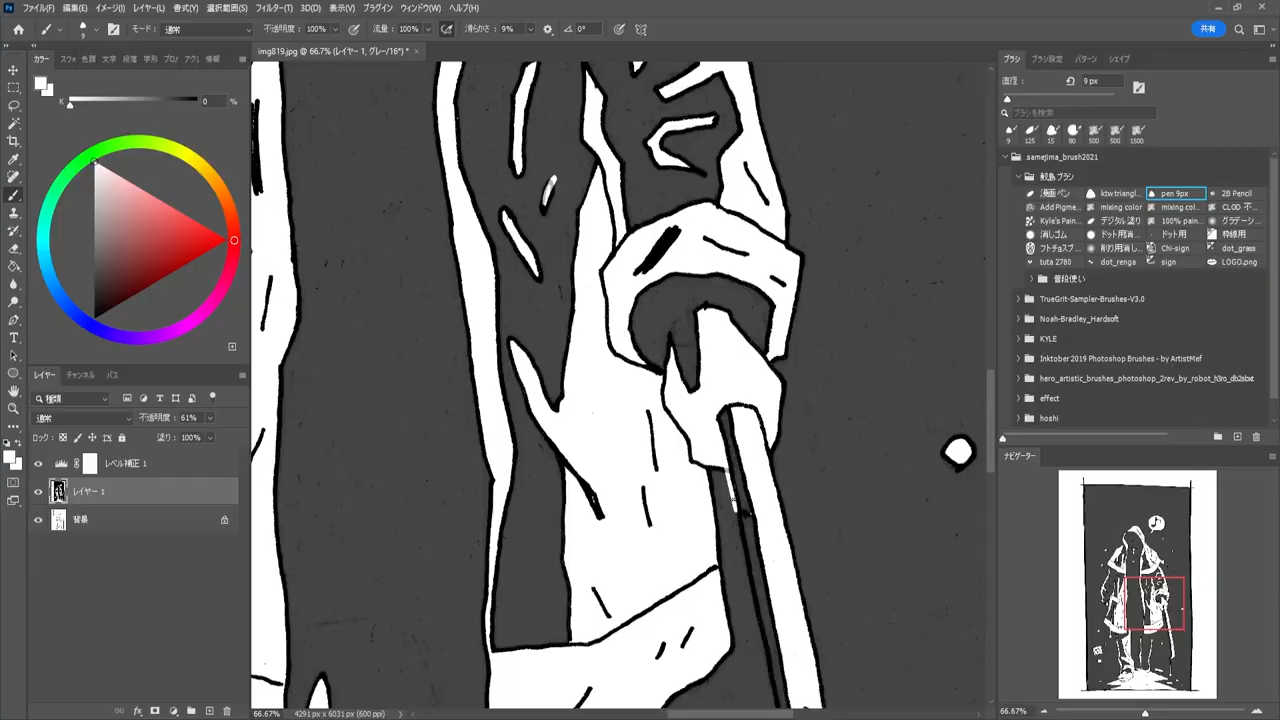 ファイル(F) 編集(E) イメージ(I) レイヤー(L) 書式(Y) 選択範囲(S) フィルター(T) 3D(D) 表示(V) プラグイン ウィンドウ(W) ヘルプ(H)
9 モード: 通常 不透明度: 100% 流量: 100% 滑らかさ: 9% 0° 共有
img819.jpg @ 66.7% (レイヤー 1, グレー/16*) *
カラー スウォ 色調 文字 段落 字形 ブロパ アクシ 情報
K 0 %
レイヤー チャンネル パス
種類
通常 不透明度: 61%
ロック: 塗り: 100%
レベル補正 1
レイヤー 1
背景
66.67% 4291 px x 6031 px (600 ppi)
ブラシ ブラシ設定 パターン シェイプ
直径: 9 px
ブラシを検索
9 125 15 80 500 500 1500
samejima_brush2021
鮫島 ブラシ
漫画ペン ktw triangl... pen 9px 2B Pencil
Add Pigme... mixing color mixing col... CLOD 不...
Kyle's Pain... デジタル塗り 100% pain... グラデーシ...
消しゴム ドット用消... ドット用 枠線用
フトチョスブ... 削り用消し... Chi-sign dot_grass
tuta 2780 dot_renga sign LOGO.png
普段使い
TrueGrit-Sampler-Brushes-V3.0
Noah-Bradley_Hardsoft
KYLE
Inktober 2019 Photoshop Brushes - by ArtistMef
hero_artistic_brushes_photoshop_2rev_by_robot_h3ro_db2sbxt
effect
hoshi
ナビゲーター
66.67%